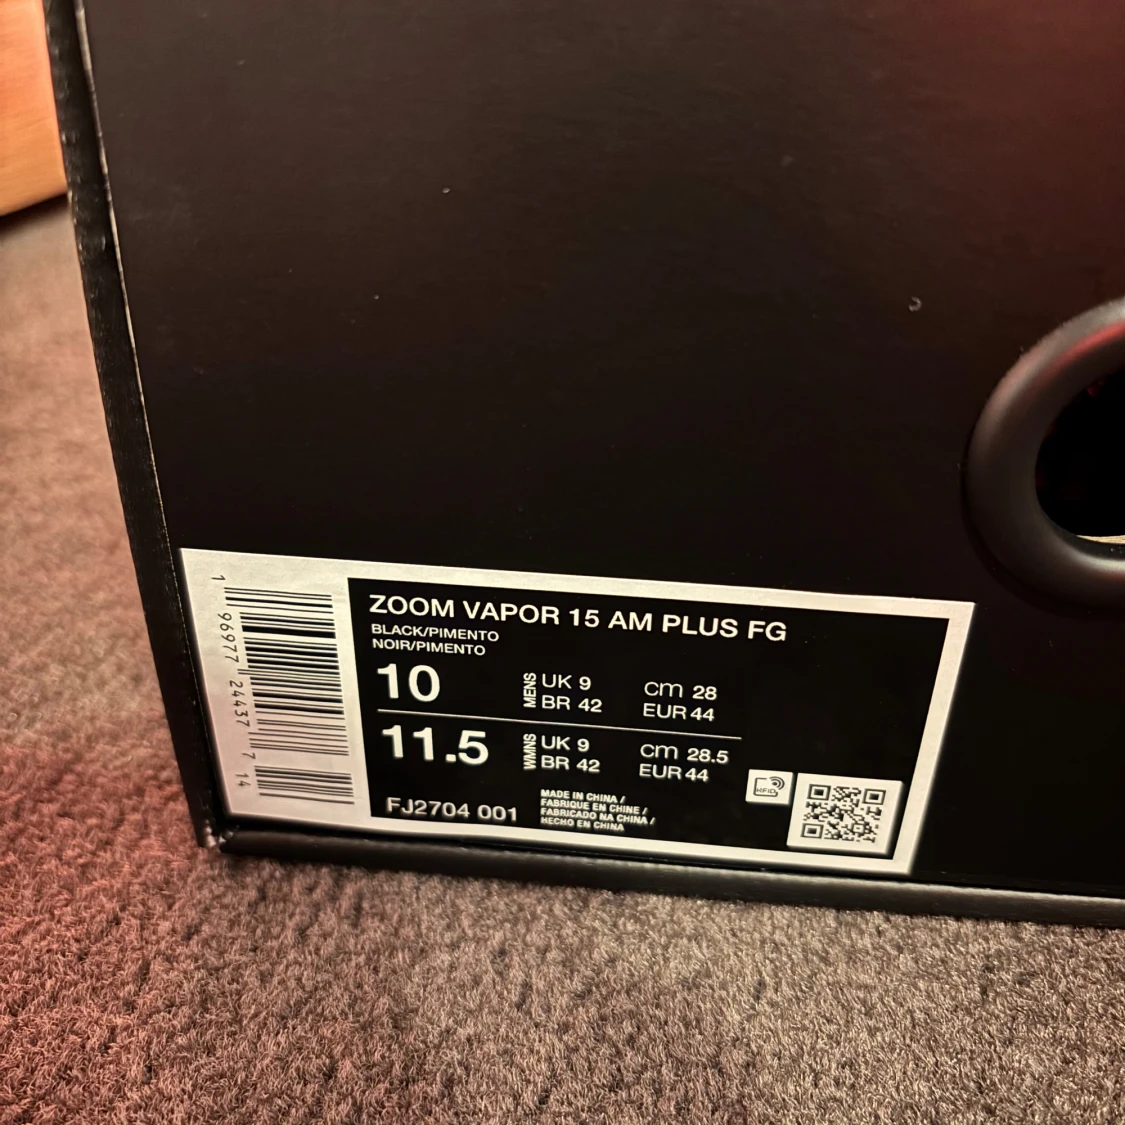 ZOOM VAPOR 15 AM PLUS FG
BLACK/PIMENTO
NOIR/PIMENTO
10 MENS UK 9 cm 28
BR 42 EUR 44
11.5 WMNS UK 9 cm 28.5
BR 42 EUR 44
FJ2704 001
MADE IN CHINA /
FABRIQUE EN CHINE /
FABRICADO NA CHINA /
HECHO EN CHINA
RFID
1 96977 24437 7 14